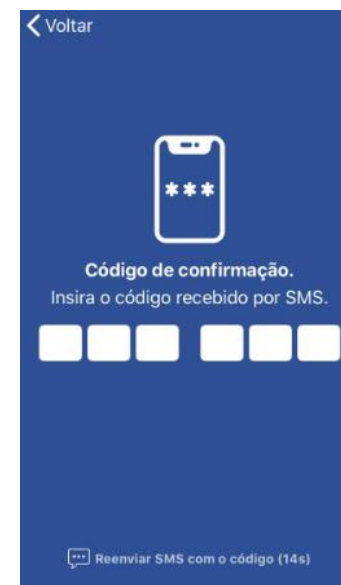 Voltar
***
Código de confirmação.
Insira o código recebido por SMS.
Reenviar SMS com o código (14s)